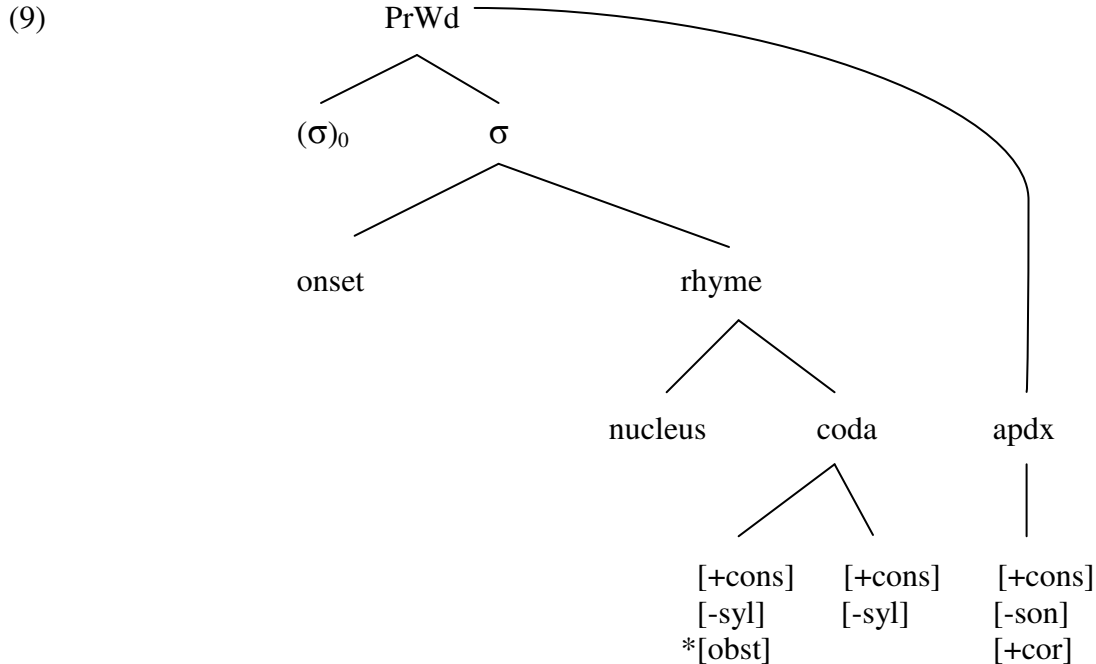 (9) PrWd
(σ)₀ σ
onset rhyme
nucleus coda apdx
[+cons] [+cons] [+cons]
[-syl] [-syl] [-son]
*[obst] [+cor]